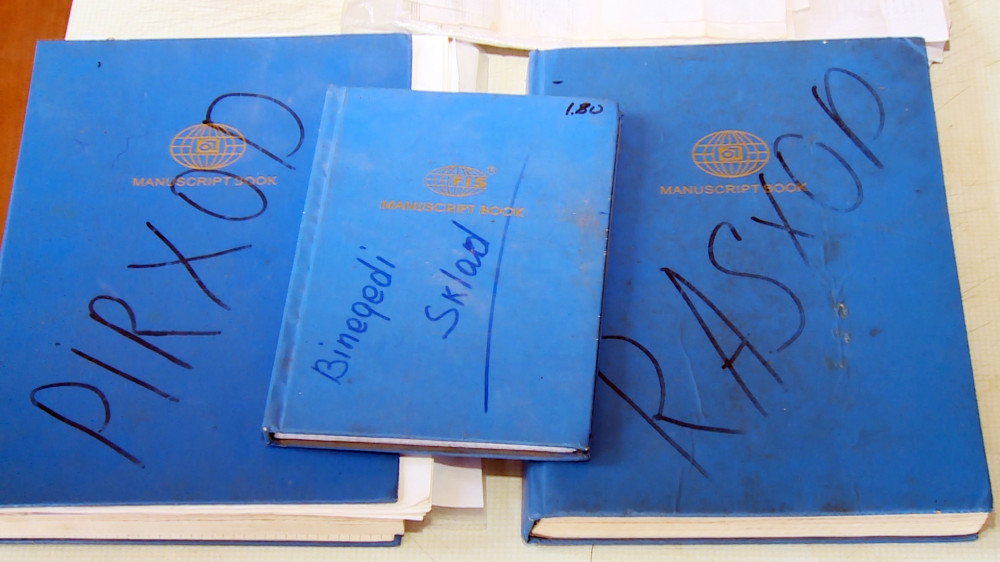 MANUSCRIPT BOOK
PIRXOD
1.80
FIS
MANUSCRIPT BOOK
Bineqedi
Sklad
MANUSCRIPT BOOK
RASXOD